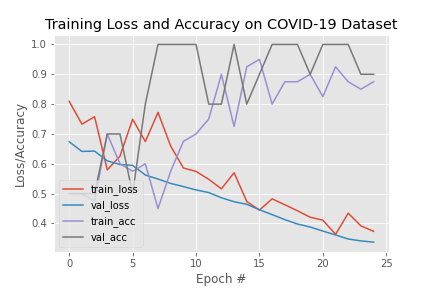 Training Loss and Accuracy on COVID-19 Dataset
1.0
0.9
0.8
0.7
0.6
0.5
0.4
Loss/Accuracy
train_loss
val_loss
train_acc
val_acc
0 5 10 15 20 25
Epoch #